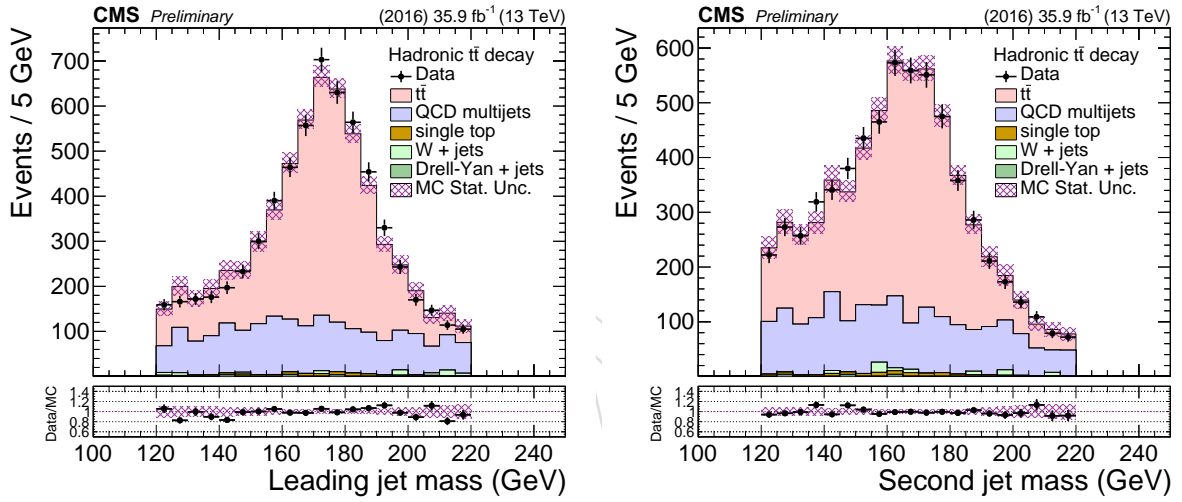 CMS Preliminary (2016) 35.9 fb⁻¹ (13 TeV)
Events / 5 GeV
700
600
500
400
300
200
100
Hadronic tt̄ decay
Data
tt̄
QCD multijets
single top
W + jets
Drell-Yan + jets
MC Stat. Unc.
Data/MC
1.4
1.2
1
0.8
0.6
100 120 140 160 180 200 220 240
Leading jet mass (GeV)
CMS Preliminary (2016) 35.9 fb⁻¹ (13 TeV)
Events / 5 GeV
600
500
400
300
200
100
Hadronic tt̄ decay
Data
tt̄
QCD multijets
single top
W + jets
Drell-Yan + jets
MC Stat. Unc.
Data/MC
1.4
1.2
1
0.8
0.6
100 120 140 160 180 200 220 240
Second jet mass (GeV)